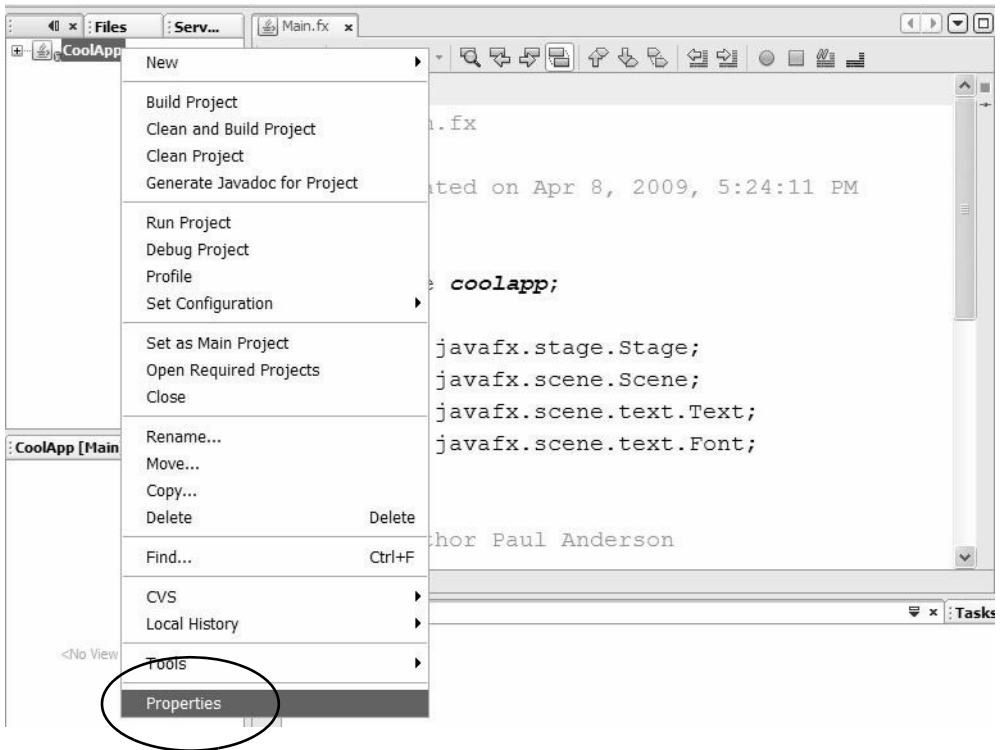 Files
Serv...
Main.fx
CoolApp
New
Build Project
Clean and Build Project
Clean Project
Generate Javadoc for Project
Run Project
Debug Project
Profile
Set Configuration
Set as Main Project
Open Required Projects
Close
Rename...
Move...
Copy...
Delete Delete
Find... Ctrl+F
CVS
Local History
Tools
Properties
.fx
ted on Apr 8, 2009, 5:24:11 PM
coolapp;
javafx.stage.Stage;
javafx.scene.Scene;
javafx.scene.text.Text;
javafx.scene.text.Font;
hor Paul Anderson
CoolApp [Main
<No View
Tasks